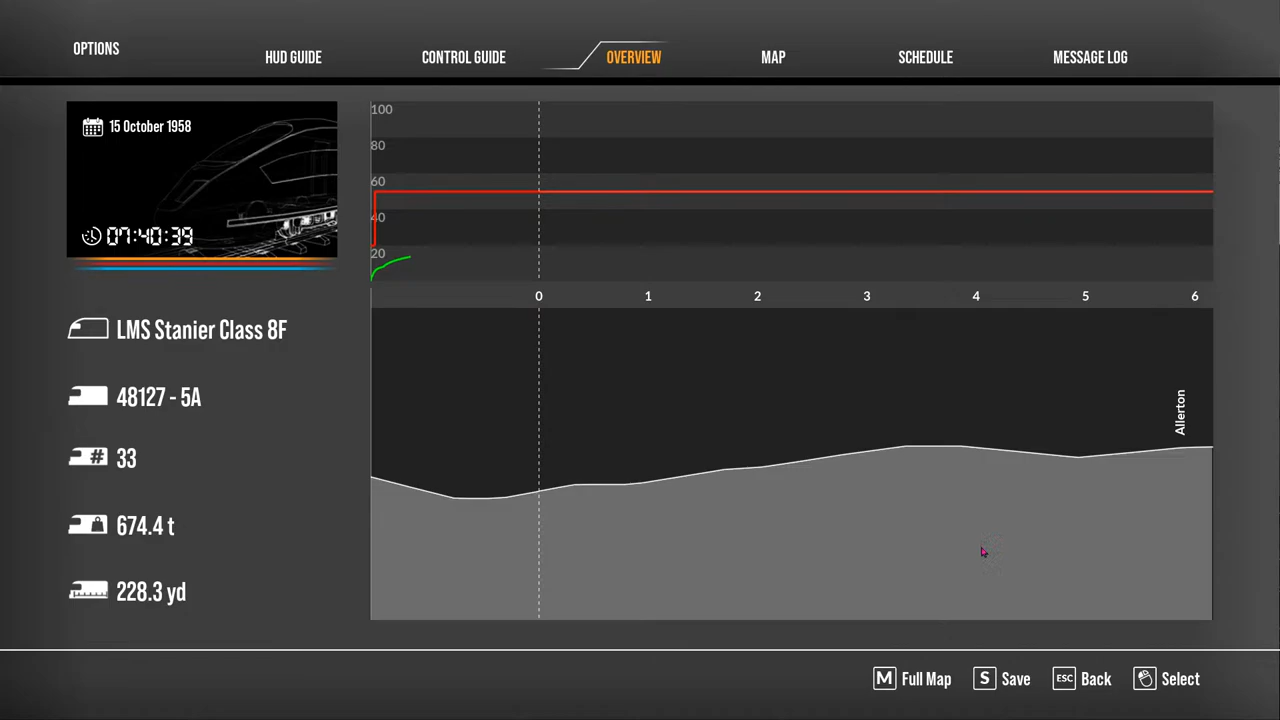 OPTIONS
HUD GUIDE
CONTROL GUIDE
OVERVIEW
MAP
SCHEDULE
MESSAGE LOG
15 October 1958
07:40:39
LMS Stanier Class 8F
48127 - 5A
# 33
674.4 t
228.3 yd
100
80
60
40
20
0 1 2 3 4 5 6
Allerton
M Full Map
S Save
ESC Back
Select